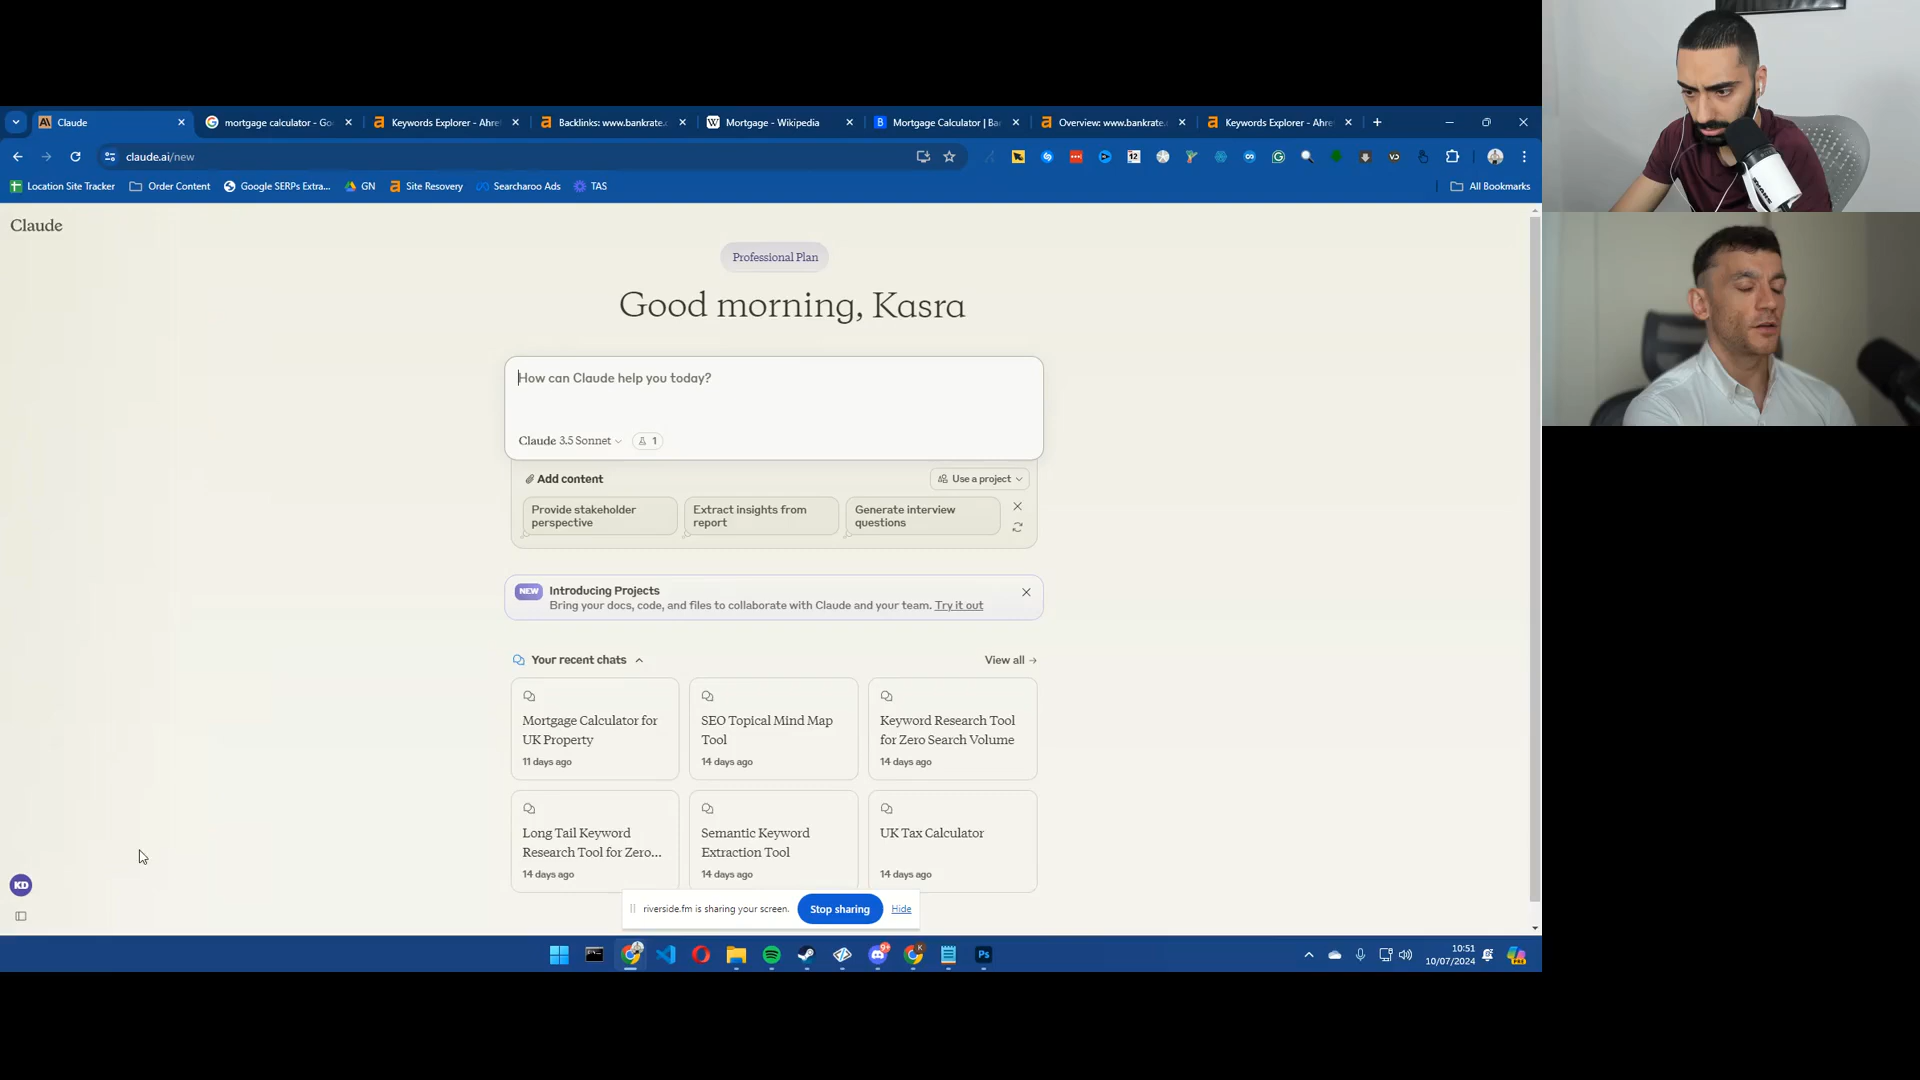 Claude
mortgage calculator - Go
Keywords Explorer - Ahre
Backlinks: www.bankrate.c
Mortgage - Wikipedia
Mortgage Calculator | Ba
Overview: www.bankrate.
Keywords Explorer - Ahre
claude.ai/new
Location Site Tracker
Order Content
Google SERPs Extra...
GN
Site Recovery
Searcharoo Ads
TAS
All Bookmarks
Claude
Professional Plan
Good morning, Kasra
How can Claude help you today?
Claude 3.5 Sonnet
1
Add content
Use a project
Provide stakeholder
perspective
Extract insights from
report
Generate interview
questions
NEW
Introducing Projects
Bring your docs, code, and files to collaborate with Claude and your team. Try it out
Your recent chats
View all
Mortgage Calculator for
UK Property
11 days ago
SEO Topical Mind Map
Tool
14 days ago
Keyword Research Tool
for Zero Search Volume
14 days ago
Long Tail Keyword
Research Tool for Zero...
14 days ago
Semantic Keyword
Extraction Tool
14 days ago
UK Tax Calculator
14 days ago
KD
riverside.fm is sharing your screen.
Stop sharing
Hide
Ps
10:51
10/07/2024